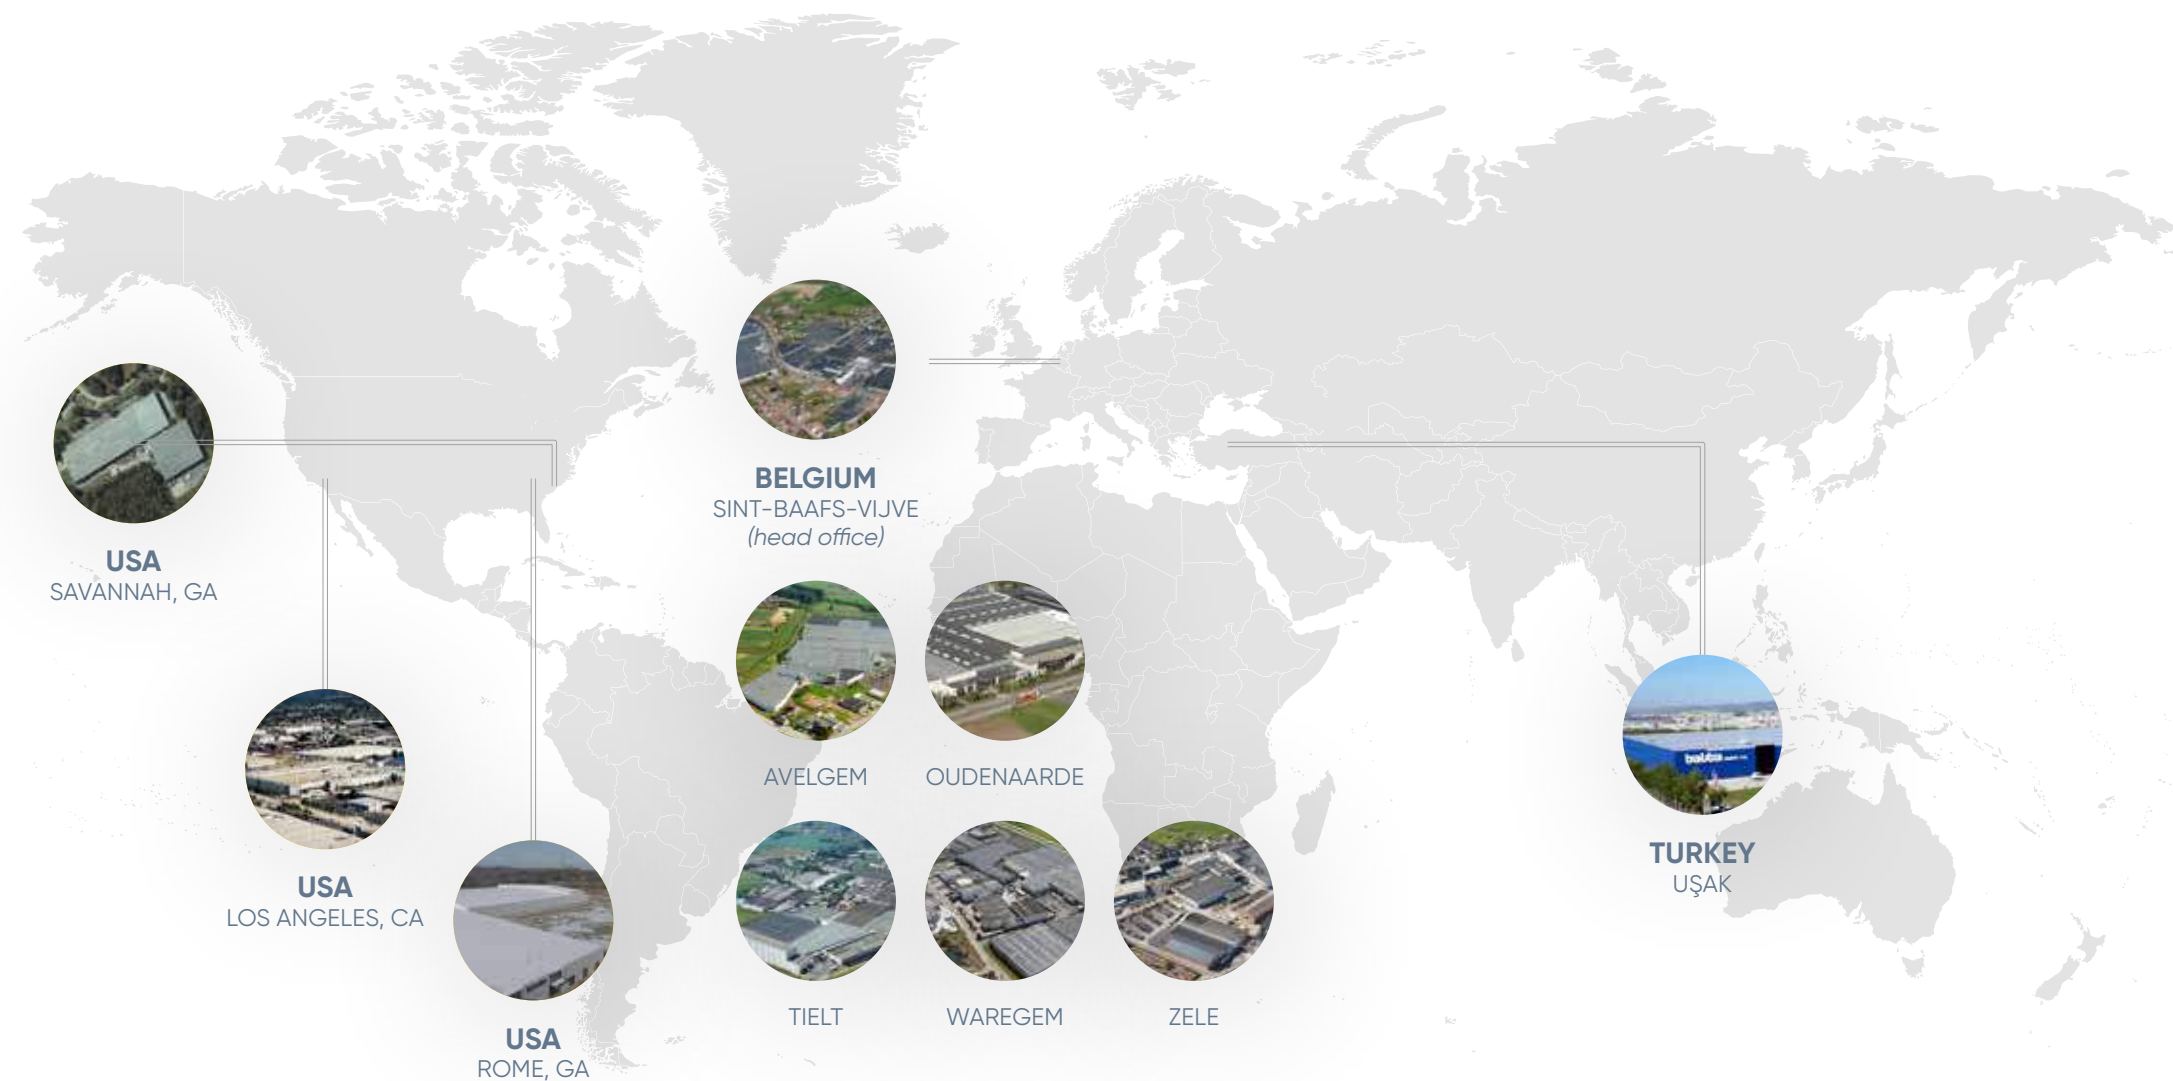 USA
SAVANNAH, GA
USA
LOS ANGELES, CA
USA
ROME, GA
BELGIUM
SINT-BAAFS-VIJVE
(head office)
AVELGEM
OUDENAARDE
TIELT
WAREGEM
ZELE
balta
TURKEY
UŞAK